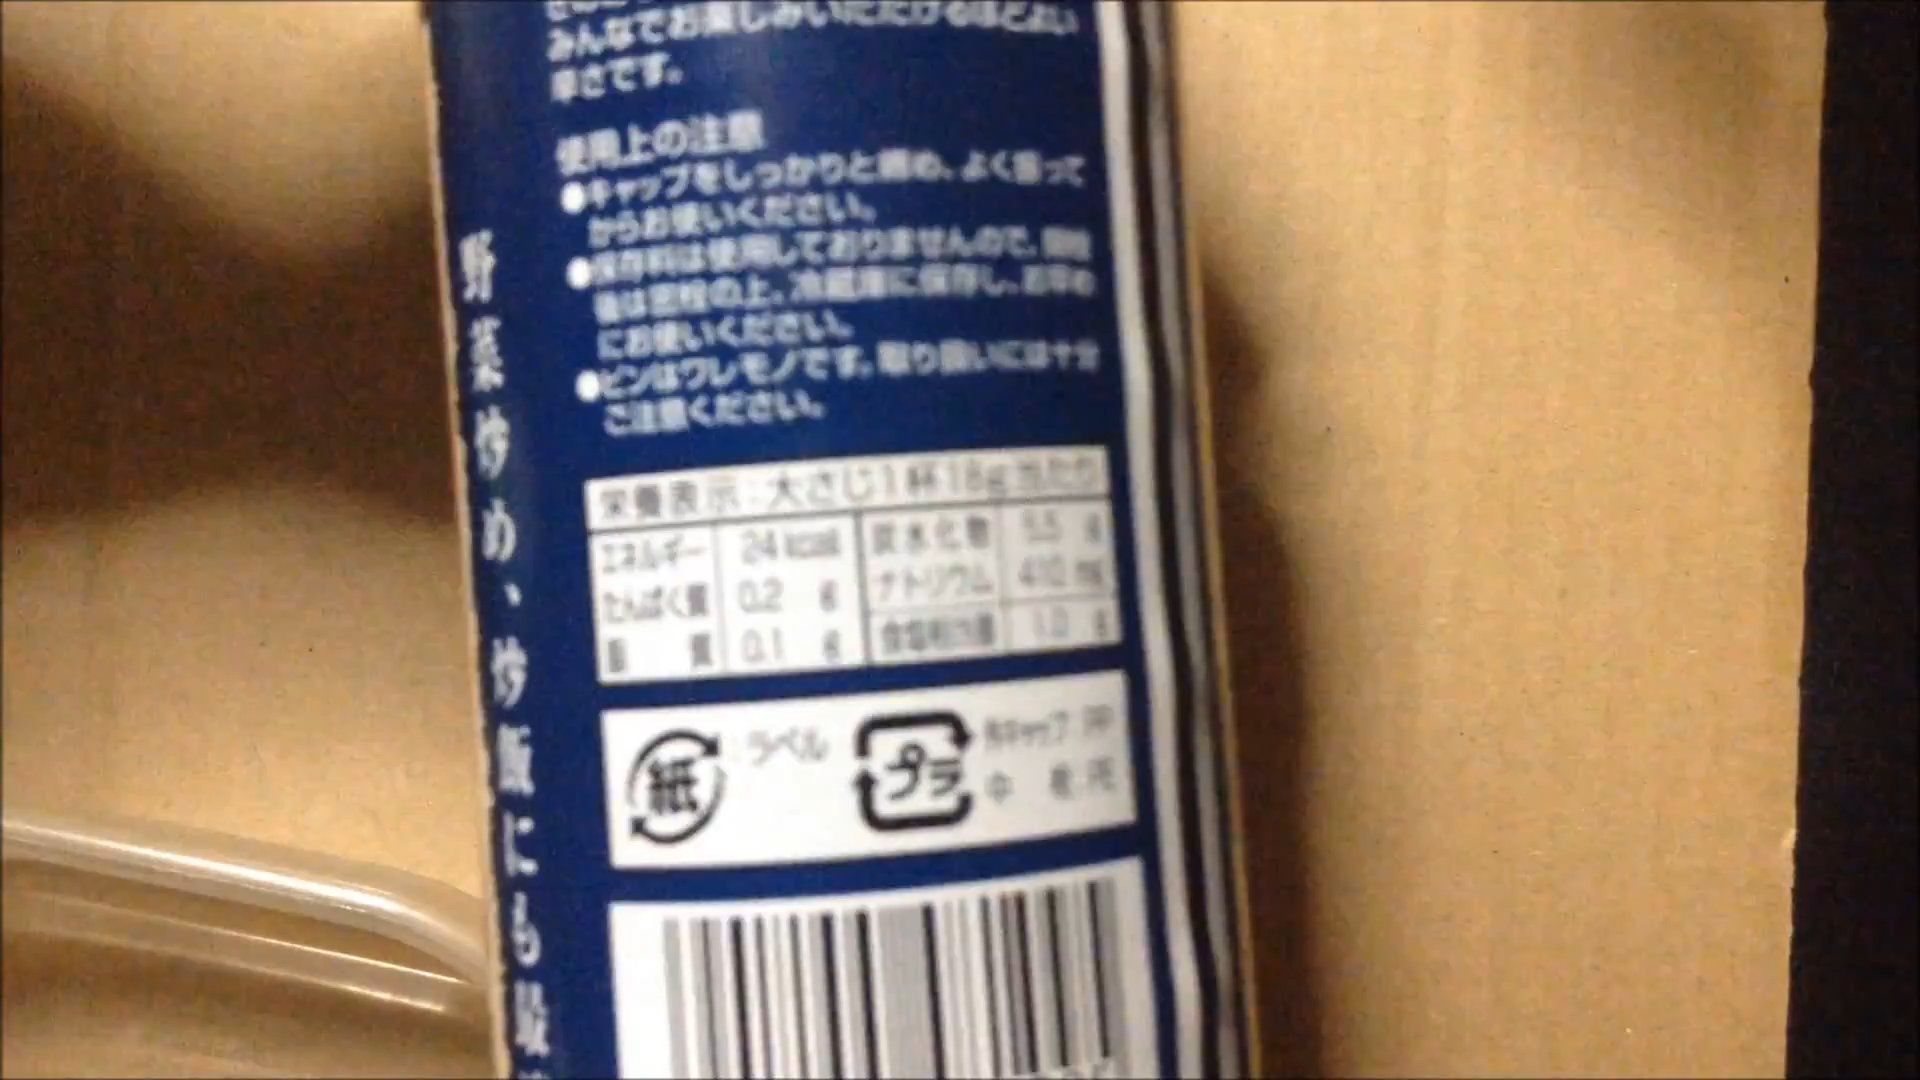 みんなでお楽しみいただけるほどよい
辛さです。
使用上の注意
●キャップをしっかりと締め、よく振って
からお使いください。
●保存料は使用しておりませんので、開栓
後は密栓の上、冷蔵庫に保存し、お早め
にお使いください。
●ビンはワレモノです。取り扱いには十分
ご注意ください。
栄養表示:大さじ1杯18g当たり
エネルギー 24kcal
たんぱく質 0.2 g
脂質 0.1 g
炭水化物 5.5 g
ナトリウム 410 mg
食塩相当量 1.0 g
紙 :ラベル
プラ 外キャップ:PP
中栓:PE
野菜炒め、炒飯にも最